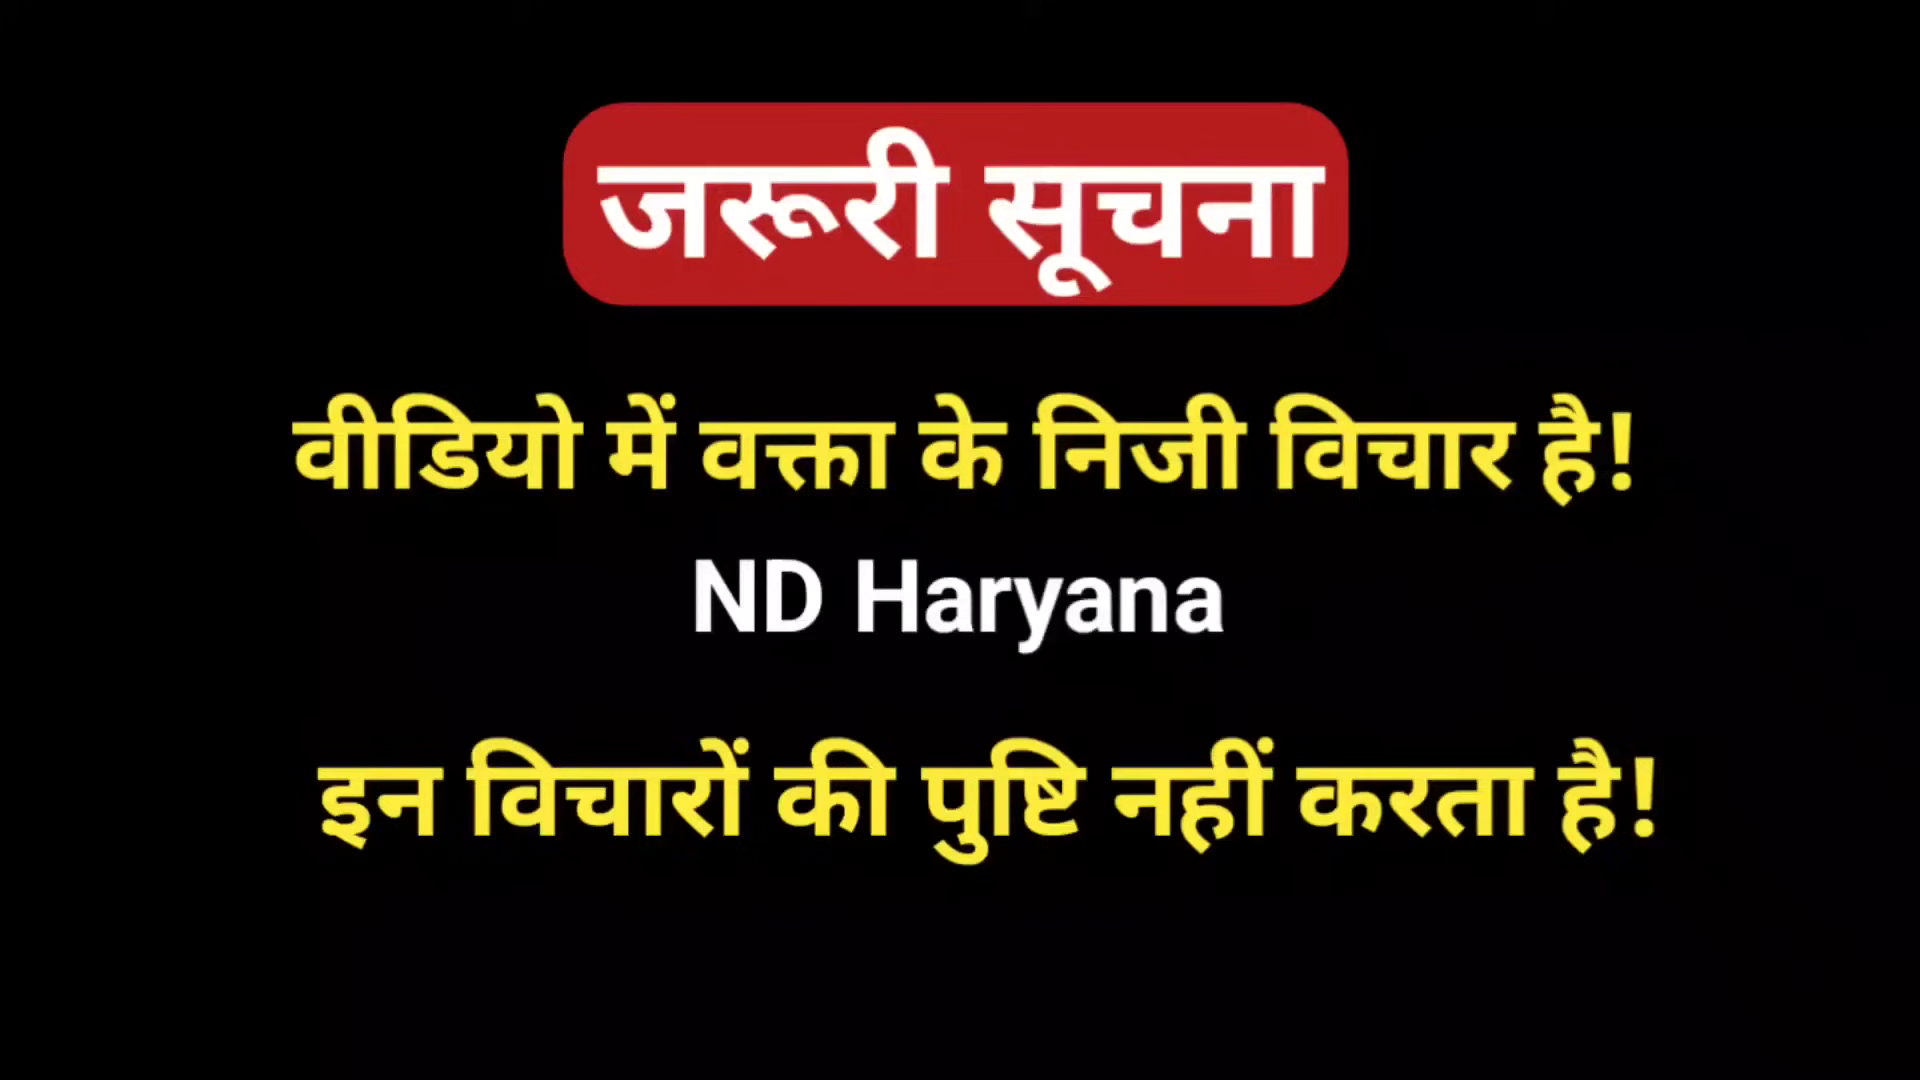 जरूरी सूचना
वीडियो में वक्ता के निजी विचार है!
ND Haryana
इन विचारों की पुष्टि नहीं करता है!